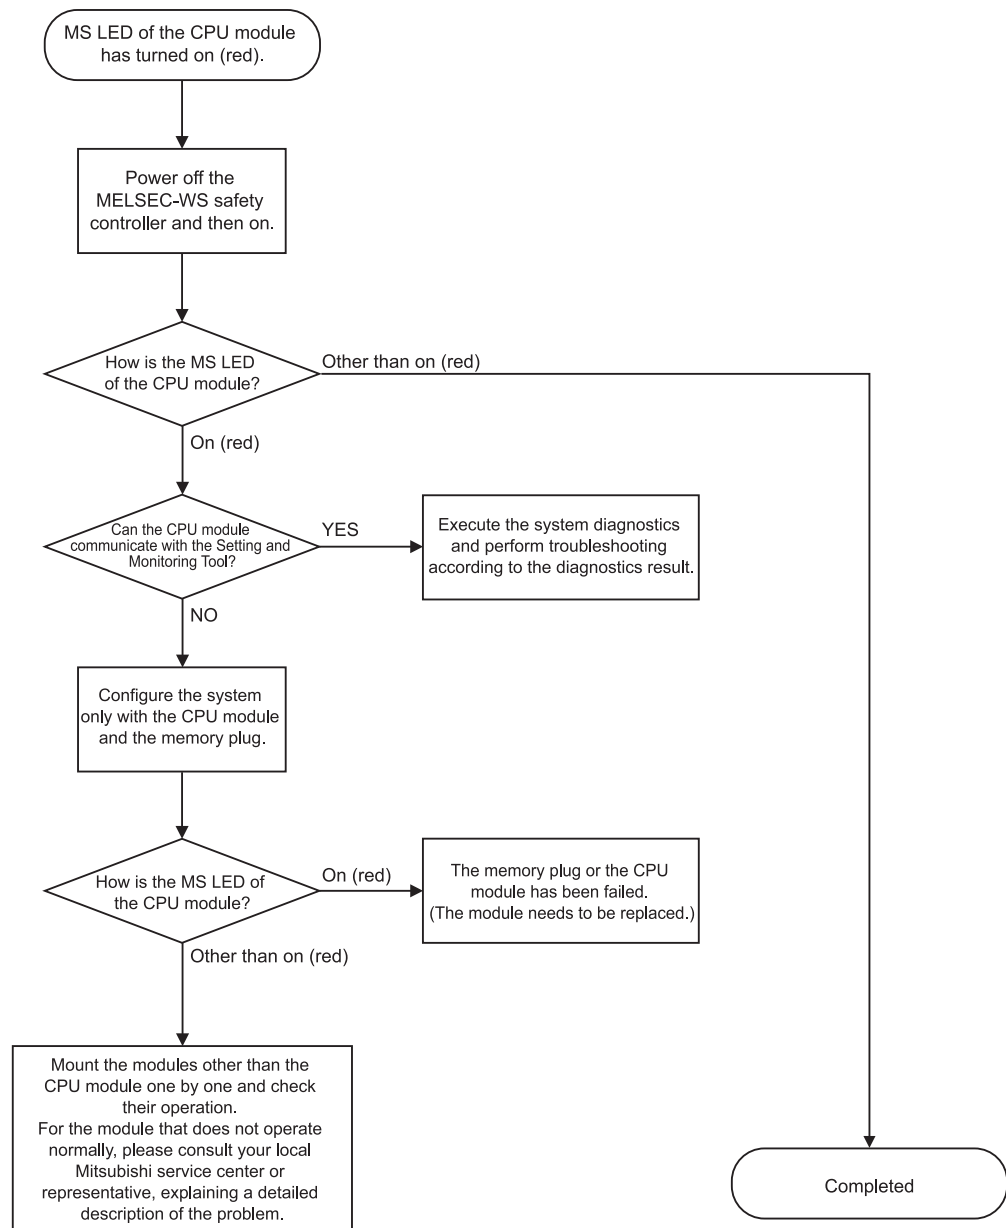 MS LED of the CPU module
has turned on (red).
Power off the
MELSEC-WS safety
controller and then on.
How is the MS LED
of the CPU module?
Other than on (red)
On (red)
Can the CPU module
communicate with the Setting and
Monitoring Tool?
YES
Execute the system diagnostics
and perform troubleshooting
according to the diagnostics result.
NO
Configure the system
only with the CPU module
and the memory plug.
How is the MS LED of
the CPU module?
On (red)
The memory plug or the CPU
module has been failed.
(The module needs to be replaced.)
Other than on (red)
Mount the modules other than the
CPU module one by one and check
their operation.
For the module that does not operate
normally, please consult your local
Mitsubishi service center or
representative, explaining a detailed
description of the problem.
Completed